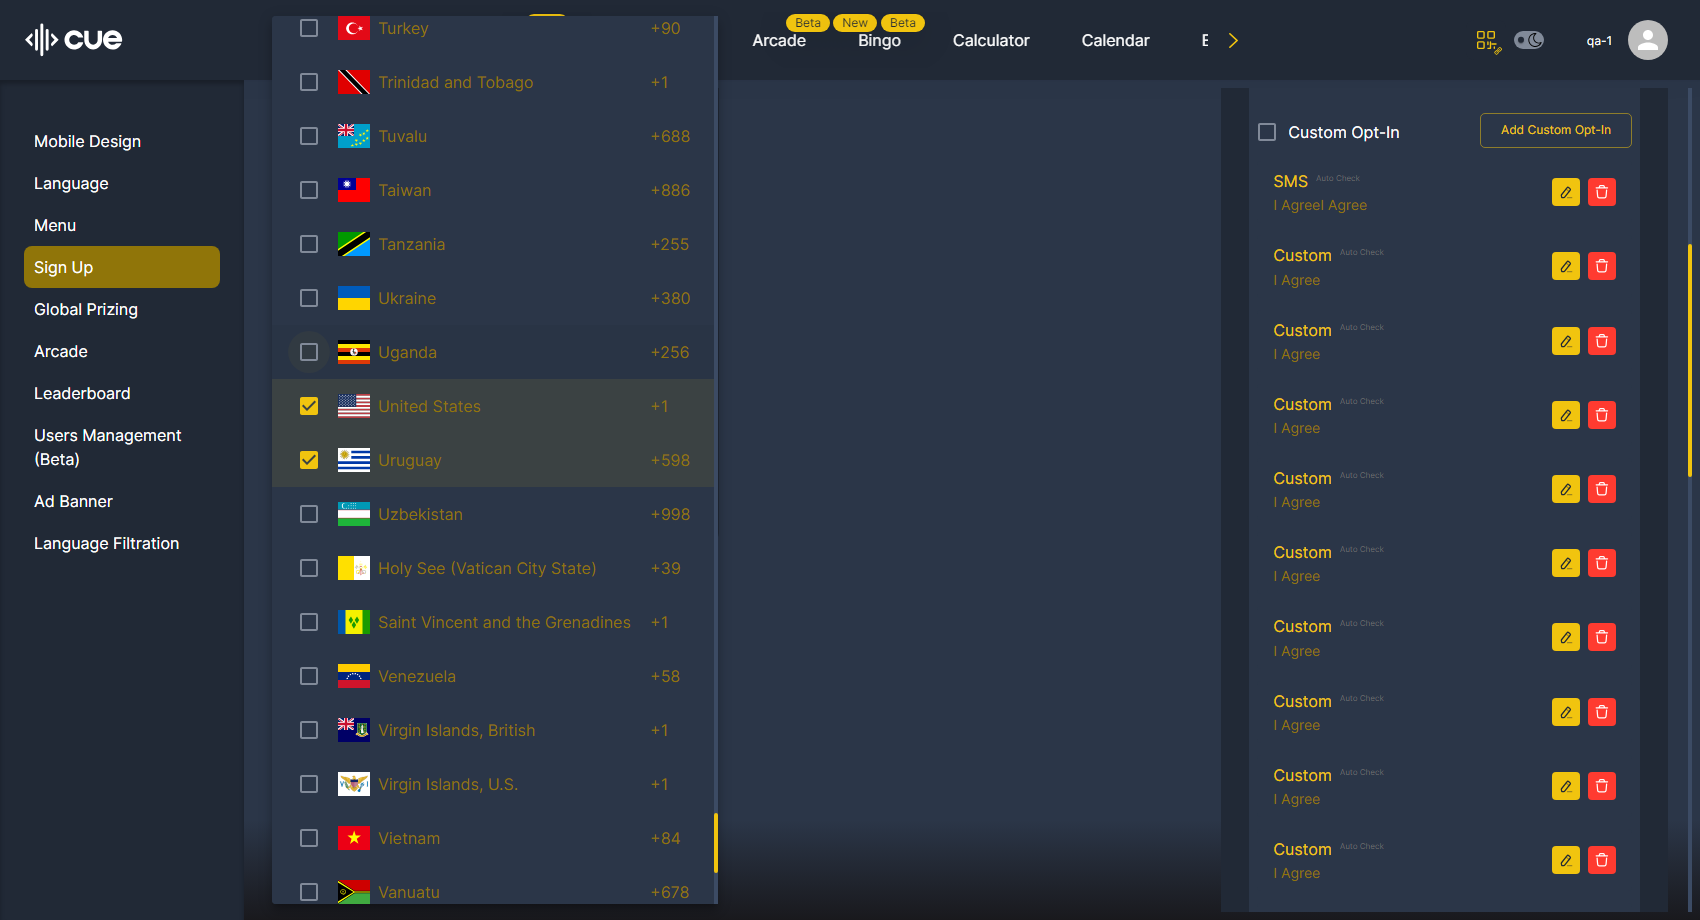 cue
Beta
New
Beta
Arcade
Bingo
Calculator
Calendar
qa-1
Mobile Design
Language
Menu
Sign Up
Global Prizing
Arcade
Leaderboard
Users Management
(Beta)
Ad Banner
Language Filtration
Turkey +90
Trinidad and Tobago +1
Tuvalu +688
Taiwan +886
Tanzania +255
Ukraine +380
Uganda +256
United States +1
Uruguay +598
Uzbekistan +998
Holy See (Vatican City State) +39
Saint Vincent and the Grenadines +1
Venezuela +58
Virgin Islands, British +1
Virgin Islands, U.S. +1
Vietnam +84
Vanuatu +678
Custom Opt-In
Add Custom Opt-In
SMS Auto Check
I AgreeI Agree
Custom Auto Check
I Agree
Custom Auto Check
I Agree
Custom Auto Check
I Agree
Custom Auto Check
I Agree
Custom Auto Check
I Agree
Custom Auto Check
I Agree
Custom Auto Check
I Agree
Custom Auto Check
I Agree
Custom Auto Check
I Agree